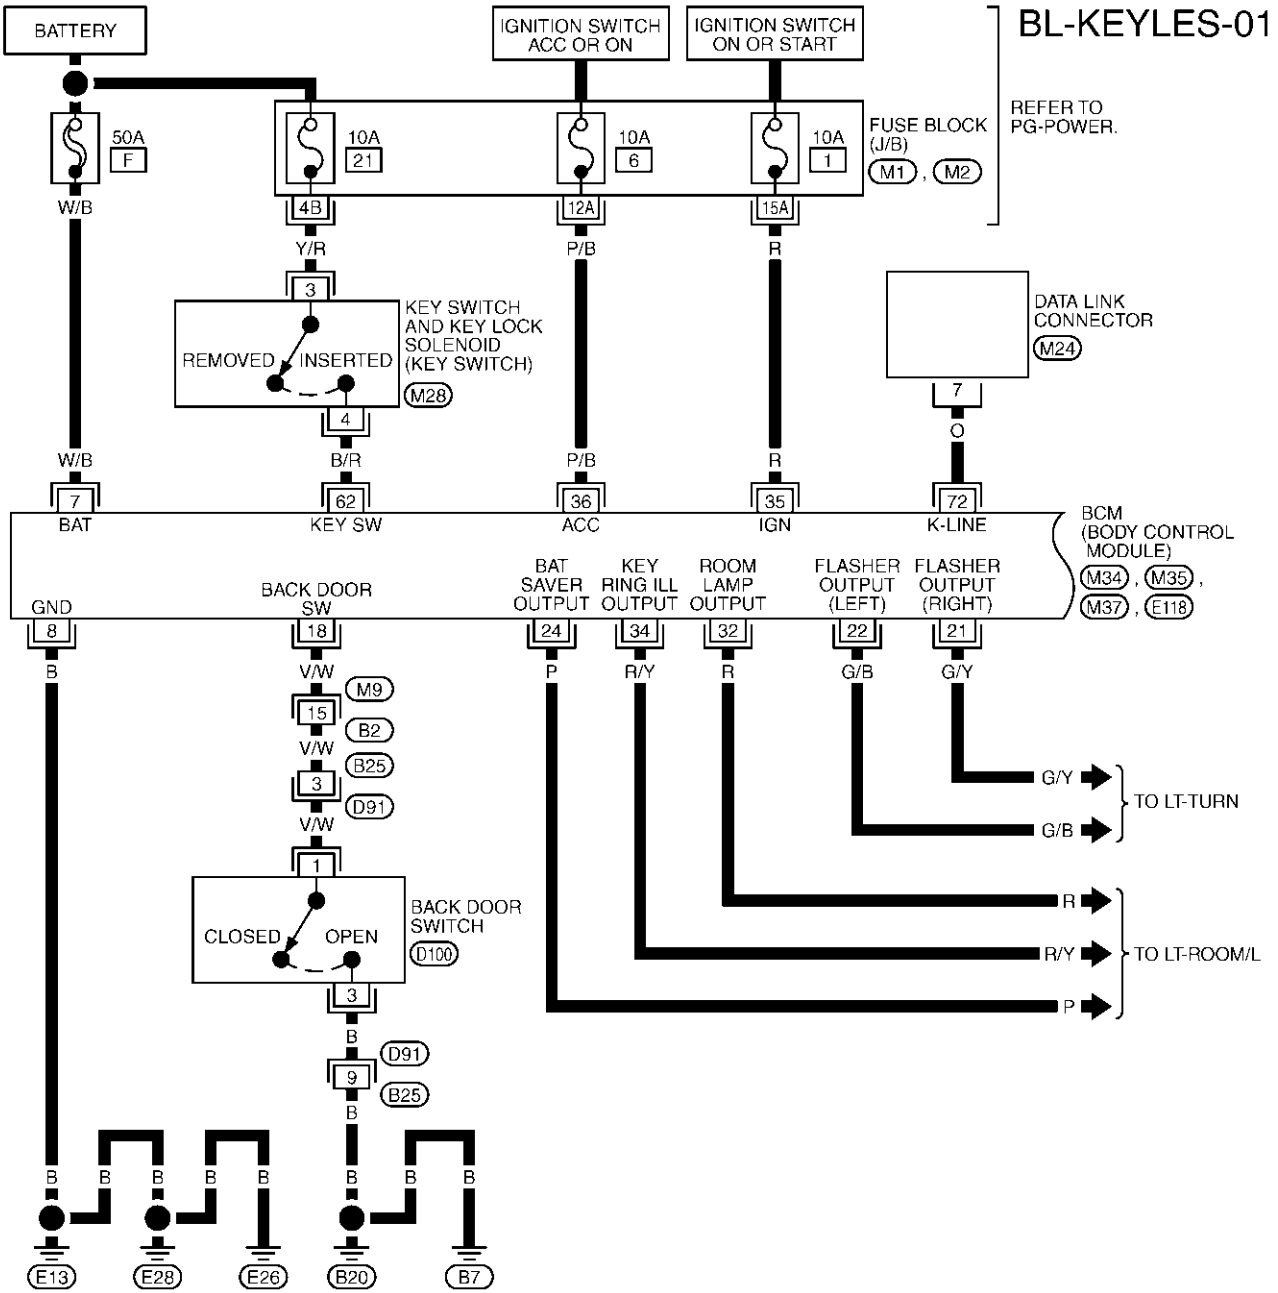 BL-KEYLES-01
BATTERY
IGNITION SWITCH
ACC OR ON
IGNITION SWITCH
ON OR START
REFER TO
PG-POWER.
50A
F
10A
21
10A
6
10A
1
FUSE BLOCK
(J/B)
M1 , M2
W/B
4B
12A
15A
Y/R
P/B
R
3
KEY SWITCH
AND KEY LOCK
SOLENOID
(KEY SWITCH)
M28
REMOVED
INSERTED
4
DATA LINK
CONNECTOR
M24
7
O
W/B
B/R
P/B
R
7
62
36
35
72
BAT
KEY SW
ACC
IGN
K-LINE
BCM
(BODY CONTROL
MODULE)
M34 , M35 ,
M37 , E118
GND
BACK DOOR
SW
BAT
SAVER
OUTPUT
KEY
RING ILL
OUTPUT
ROOM
LAMP
OUTPUT
FLASHER
OUTPUT
(LEFT)
FLASHER
OUTPUT
(RIGHT)
8
18
24
34
32
22
21
B
V/W
P
R/Y
R
G/B
G/Y
M9
15
B2
V/W
B25
3
D91
V/W
1
G/Y
G/B
TO LT-TURN
CLOSED
OPEN
BACK DOOR
SWITCH
D100
R
R/Y
P
TO LT-ROOM/L
3
B
D91
9
B25
B
B
B
B
B
B
B
B
B
E13
E28
E26
B20
B7